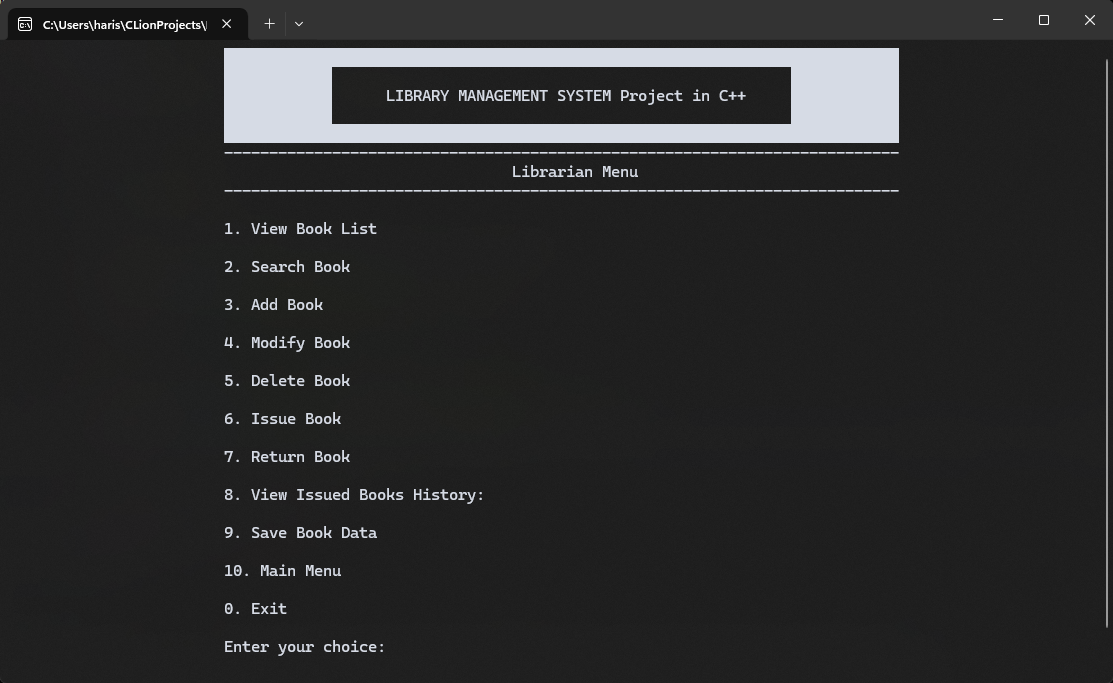 C:\Users\haris\CLionProjects\
LIBRARY MANAGEMENT SYSTEM Project in C++
Librarian Menu
1. View Book List
2. Search Book
3. Add Book
4. Modify Book
5. Delete Book
6. Issue Book
7. Return Book
8. View Issued Books History:
9. Save Book Data
10. Main Menu
0. Exit
Enter your choice: